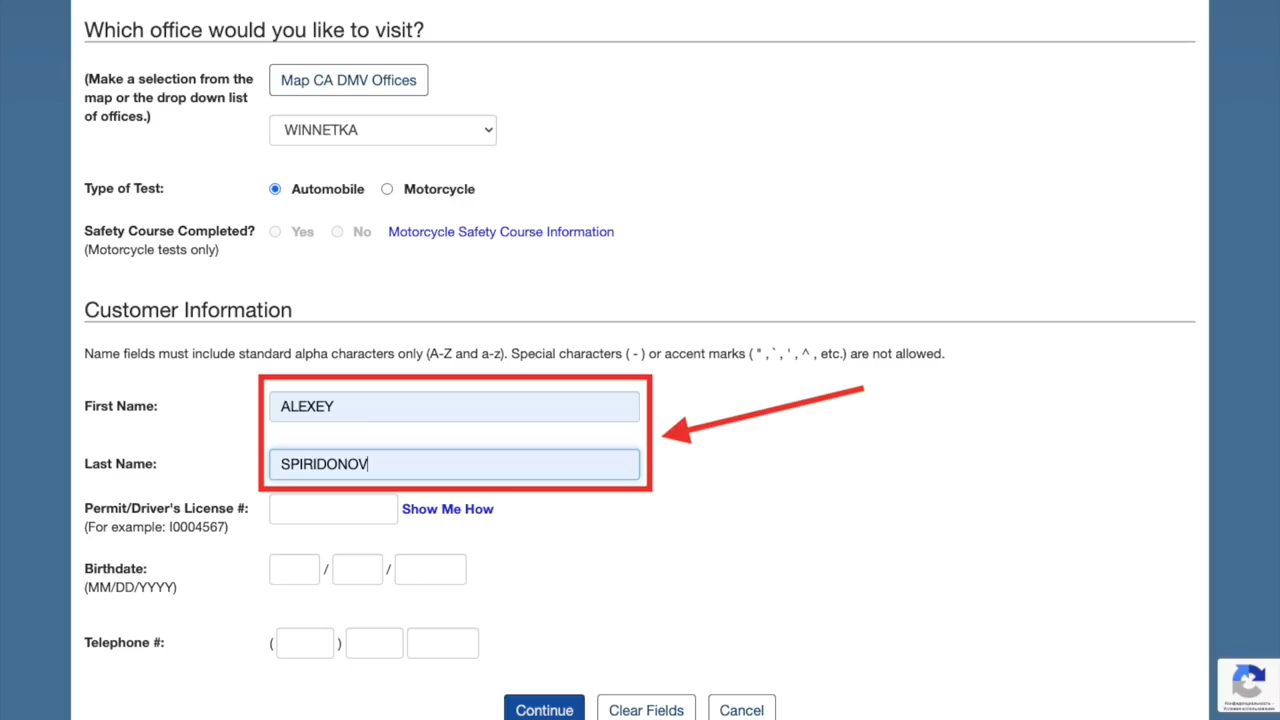 Which office would you like to visit?
(Make a selection from the
map or the drop down list
of offices.)
Map CA DMV Offices
WINNETKA
Type of Test:
Automobile
Motorcycle
Safety Course Completed?
(Motorcycle tests only)
Yes
No
Motorcycle Safety Course Information
Customer Information
Name fields must include standard alpha characters only (A-Z and a-z). Special characters ( - ) or accent marks ( " , ` , ' , ^ , etc.) are not allowed.
First Name:
ALEXEY
Last Name:
SPIRIDONOV
Permit/Driver's License #:
(For example: I0004567)
Show Me How
Birthdate:
(MM/DD/YYYY)
/ /
Telephone #:
( )
Continue
Clear Fields
Cancel
Конфиденциальность -
Условия использования